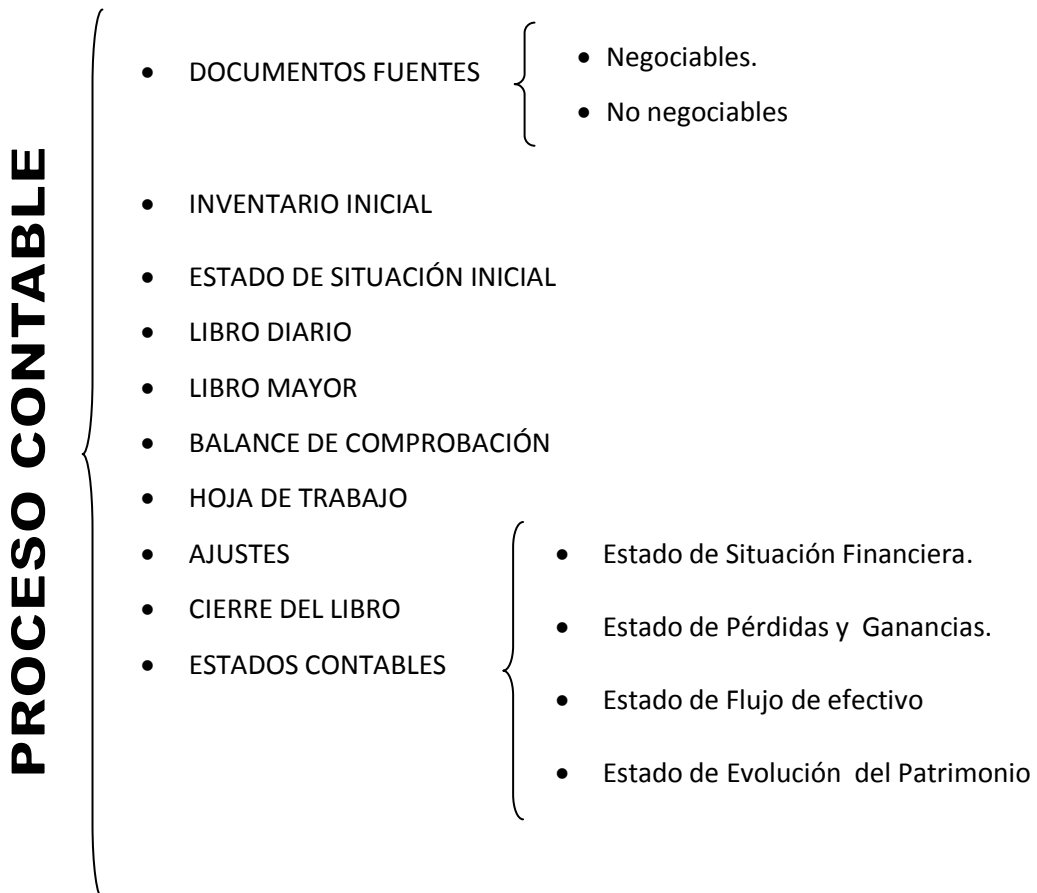 PROCESO CONTABLE
• DOCUMENTOS FUENTES
• Negociables.
• No negociables
• INVENTARIO INICIAL
• ESTADO DE SITUACIÓN INICIAL
• LIBRO DIARIO
• LIBRO MAYOR
• BALANCE DE COMPROBACIÓN
• HOJA DE TRABAJO
• AJUSTES
• CIERRE DEL LIBRO
• ESTADOS CONTABLES
• Estado de Situación Financiera.
• Estado de Pérdidas y Ganancias.
• Estado de Flujo de efectivo
• Estado de Evolución del Patrimonio